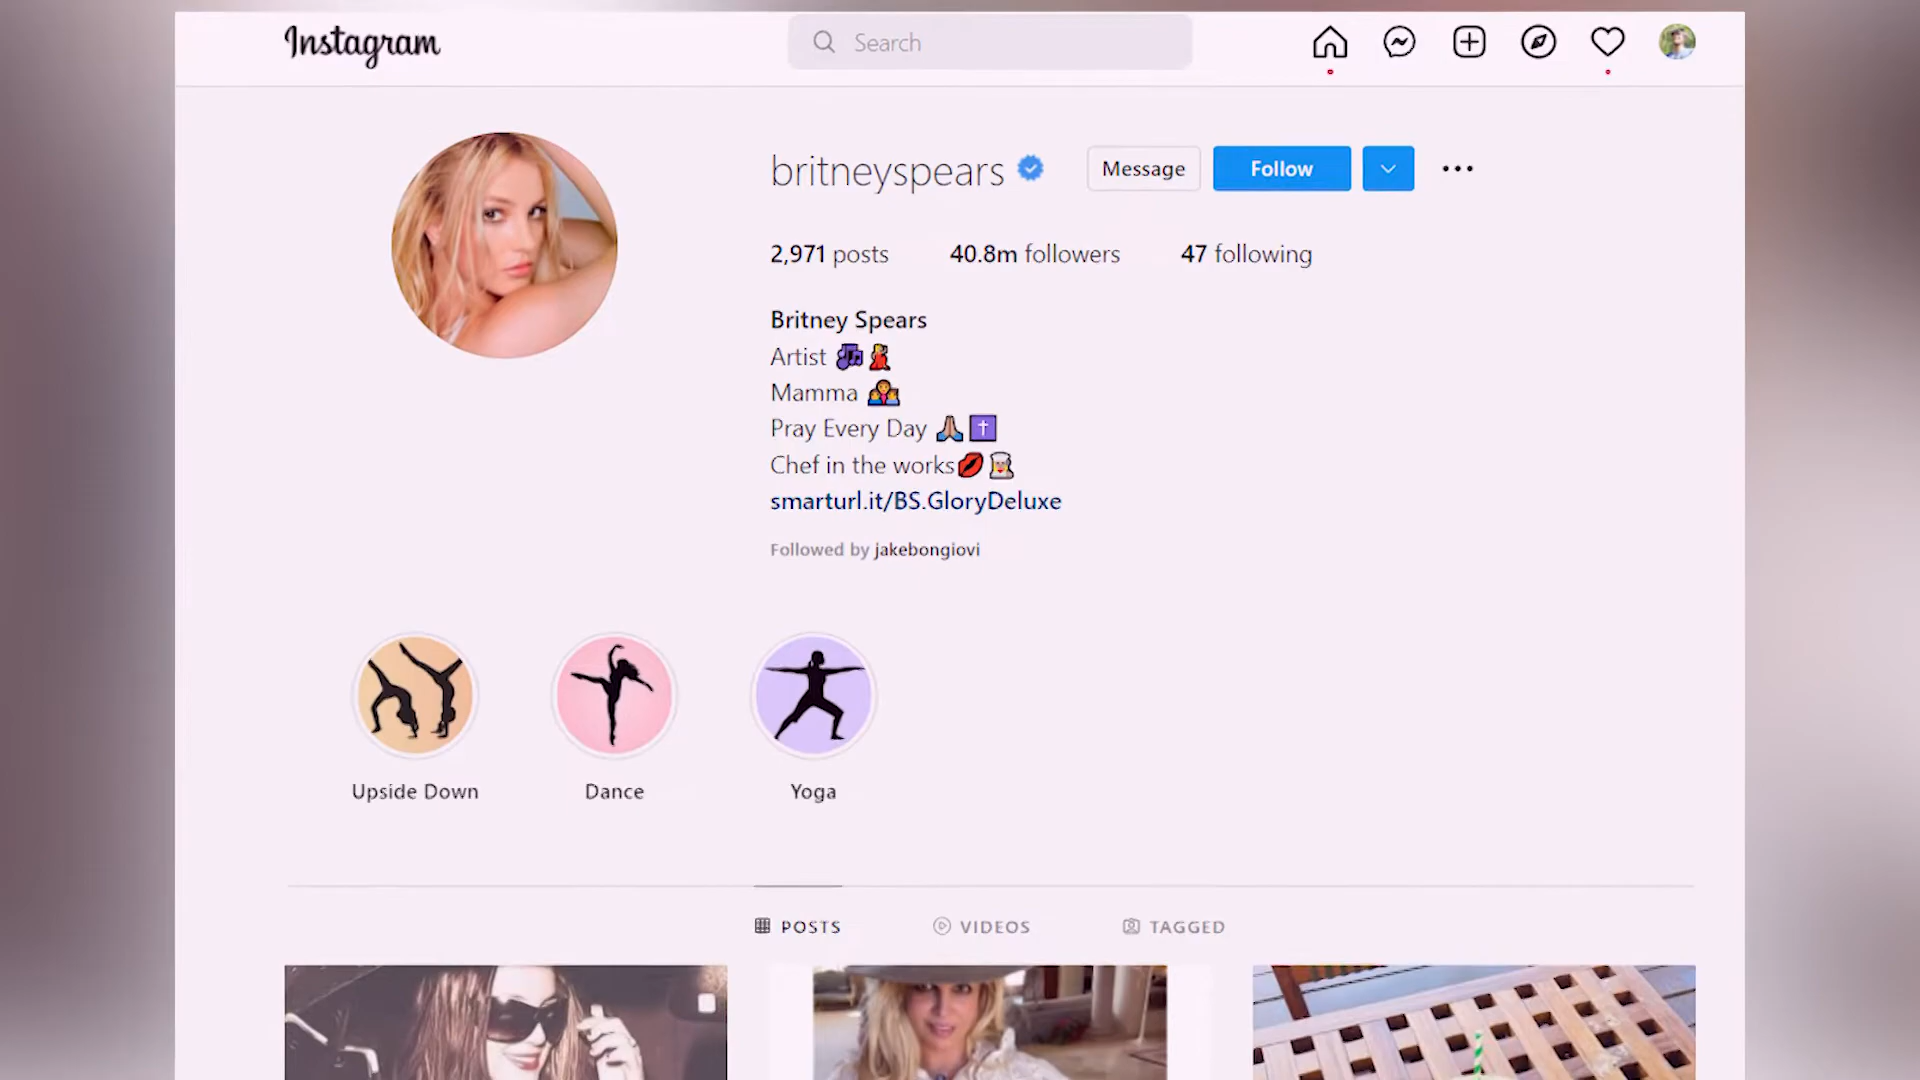 Instagram
Search
britneyspears
Message
Follow
2,971 posts
40.8m followers
47 following
Britney Spears
Artist
Mamma
Pray Every Day
Chef in the works
smarturl.it/BS.GloryDeluxe
Followed by jakebongiovi
Upside Down
Dance
Yoga
POSTS
VIDEOS
TAGGED